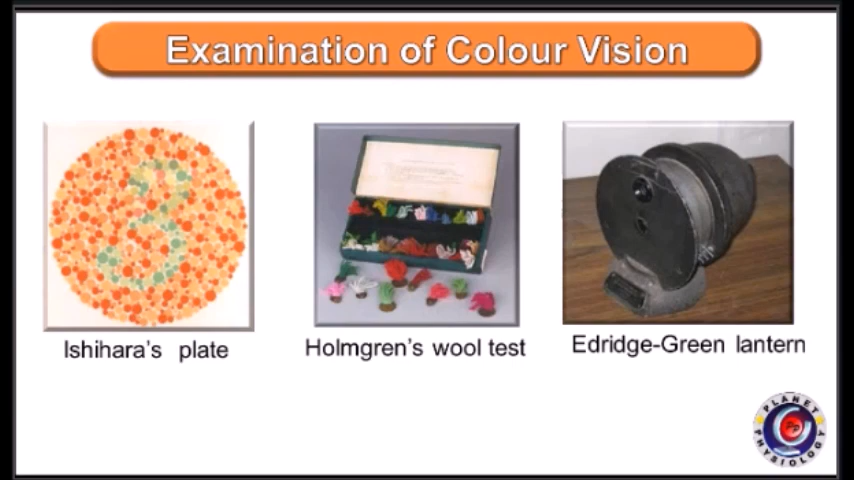 Examination of Colour Vision
Ishihara's plate
Holmgren's wool test
Edridge-Green lantern
PLANET
PHYSIOLOGY